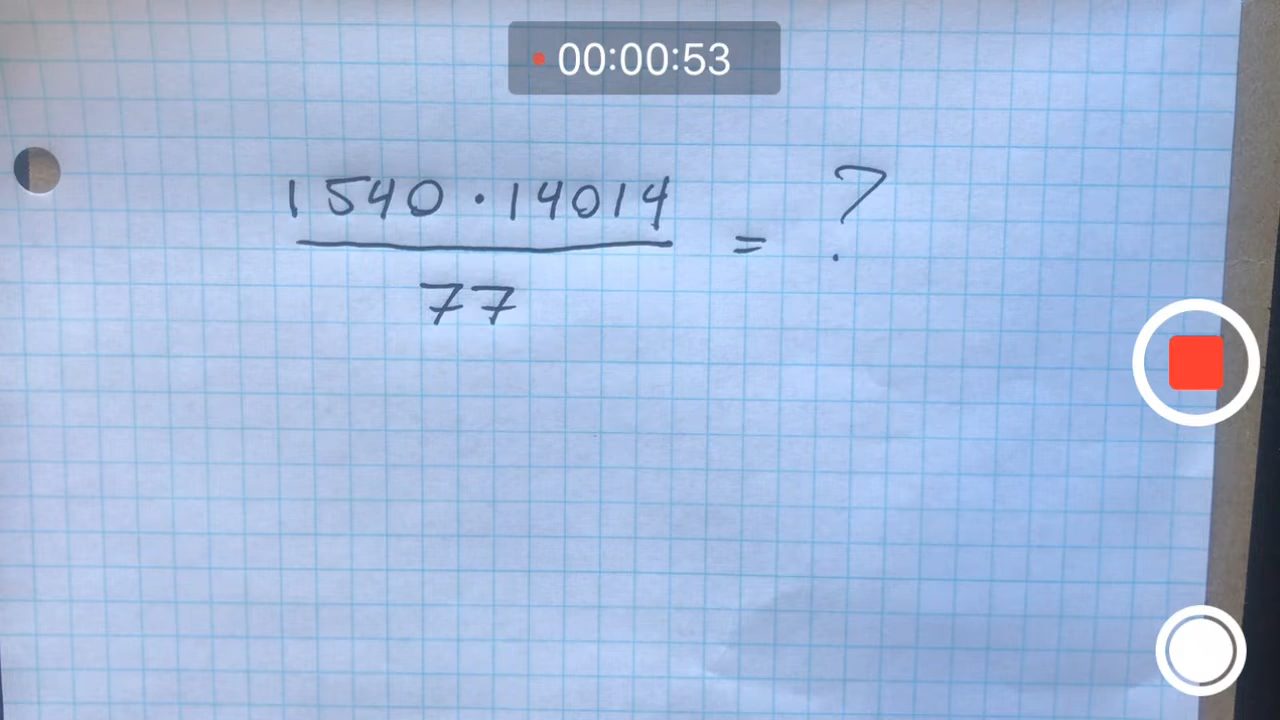 00:00:53
1540 · 14014
= ?
77